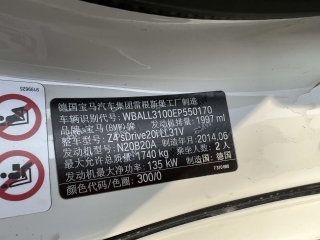 德国宝马汽车集团雷根斯堡工厂制造
车辆识别代号: WBALL3100EP550170
品牌: 宝马(BMW)牌 排量: 1997 ml
型号: Z4 sDrive20i LL31V
发动机型号: N20B20A 制造年月: 2014.06
最大允许总质量: 1740 kg 乘坐人数: 2 人
发动机最大净功率: 135 kW 制造国: 德国
颜色代码/色圈: 300/0